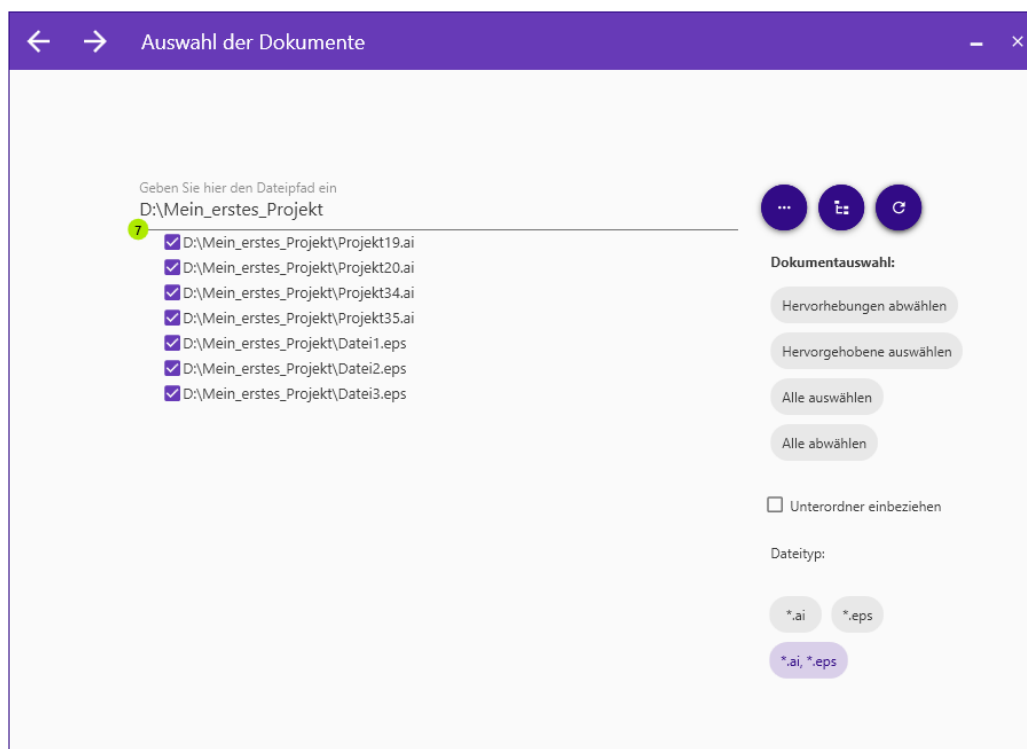 Auswahl der Dokumente
Geben Sie hier den Dateipfad ein
D:\Mein_erstes_Projekt
7
D:\Mein_erstes_Projekt\Projekt19.ai
D:\Mein_erstes_Projekt\Projekt20.ai
D:\Mein_erstes_Projekt\Projekt34.ai
D:\Mein_erstes_Projekt\Projekt35.ai
D:\Mein_erstes_Projekt\Datei1.eps
D:\Mein_erstes_Projekt\Datei2.eps
D:\Mein_erstes_Projekt\Datei3.eps
Dokumentauswahl:
Hervorhebungen abwählen
Hervorgehobene auswählen
Alle auswählen
Alle abwählen
Unterordner einbeziehen
Dateityp:
*.ai
*.eps
*.ai, *.eps